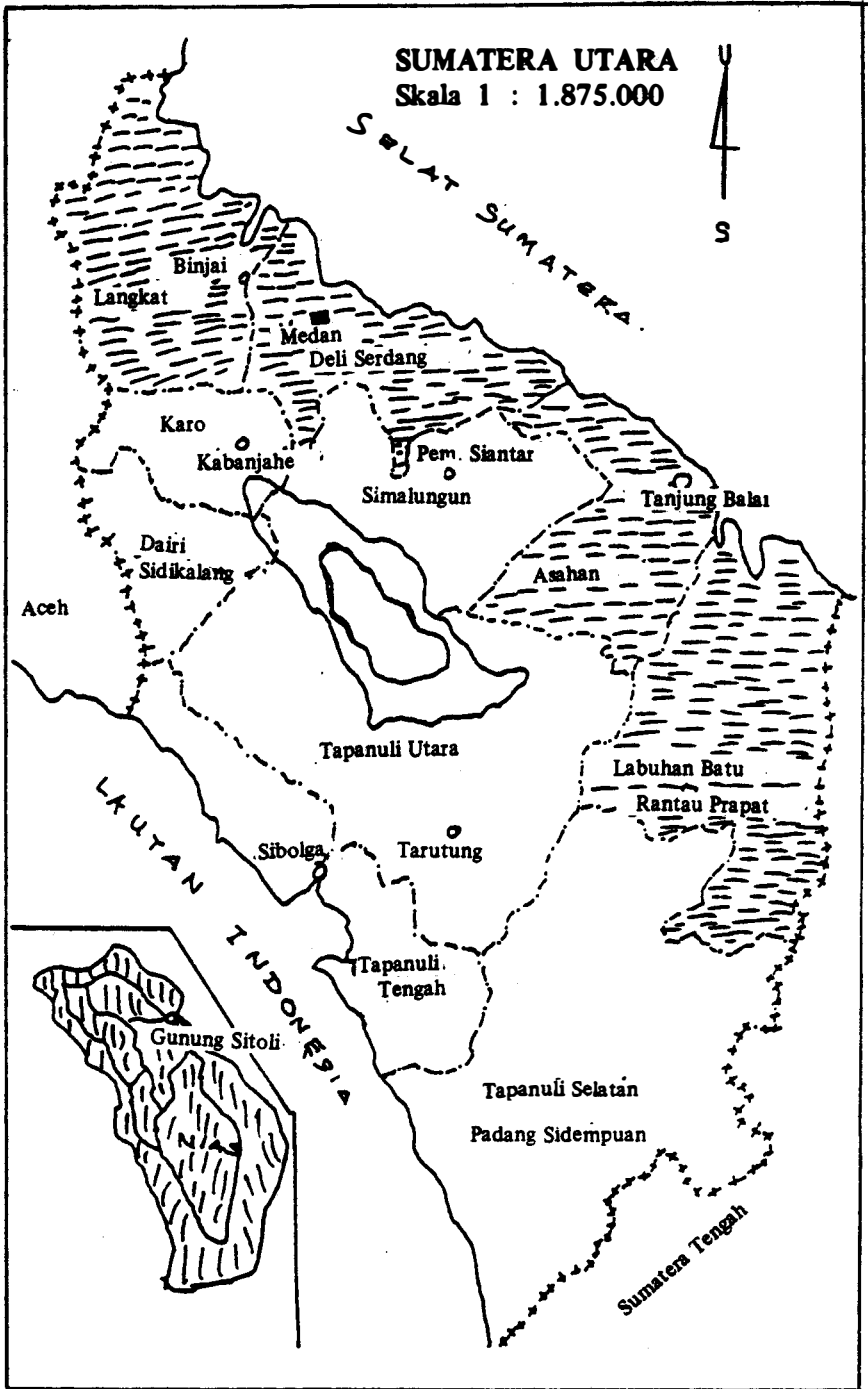 SUMATERA UTARA
Skala 1 : 1.875.000
U
S
SELAT SUMATERA
Binjai
Langkat
Medan
Deli Serdang
Karo
Kabanjahe
Pem. Siantar
Simalungun
Tanjung Balai
Dairi
Sidikalang
Asahan
Aceh
Tapanuli Utara
Labuhan Batu
Rantau Prapat
Sibolga
Tarutung
LAUTAN INDONESIA
Tapanuli
Tengah
Gunung Sitoli
Tapanuli Selatan
Padang Sidempuan
Sumatera Tengah